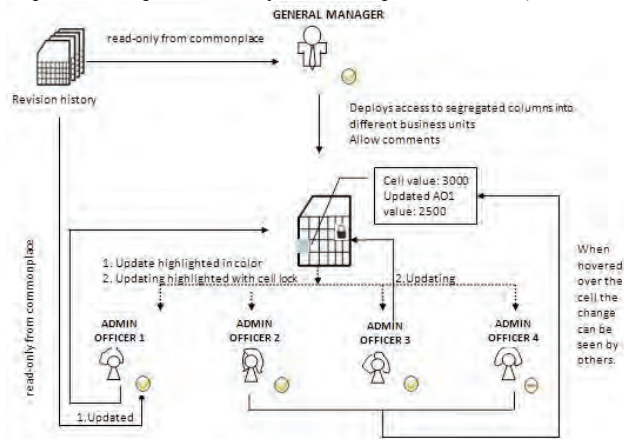 GENERAL MANAGER
read-only from commonplace
Revision history
Deploys access to segregated columns into
different business units
Allow comments
Cell value: 3000
Updated AO1
value: 2500
1. Update highlighted in color
2. Updating highlighted with cell lock
2.Updating
When
hovered
over the
cell the
change
can be
seen by
others.
read-only from commonplace
ADMIN
OFFICER 1
ADMIN
OFFICER 2
ADMIN
OFFICER 3
ADMIN
OFFICER 4
1.Updated